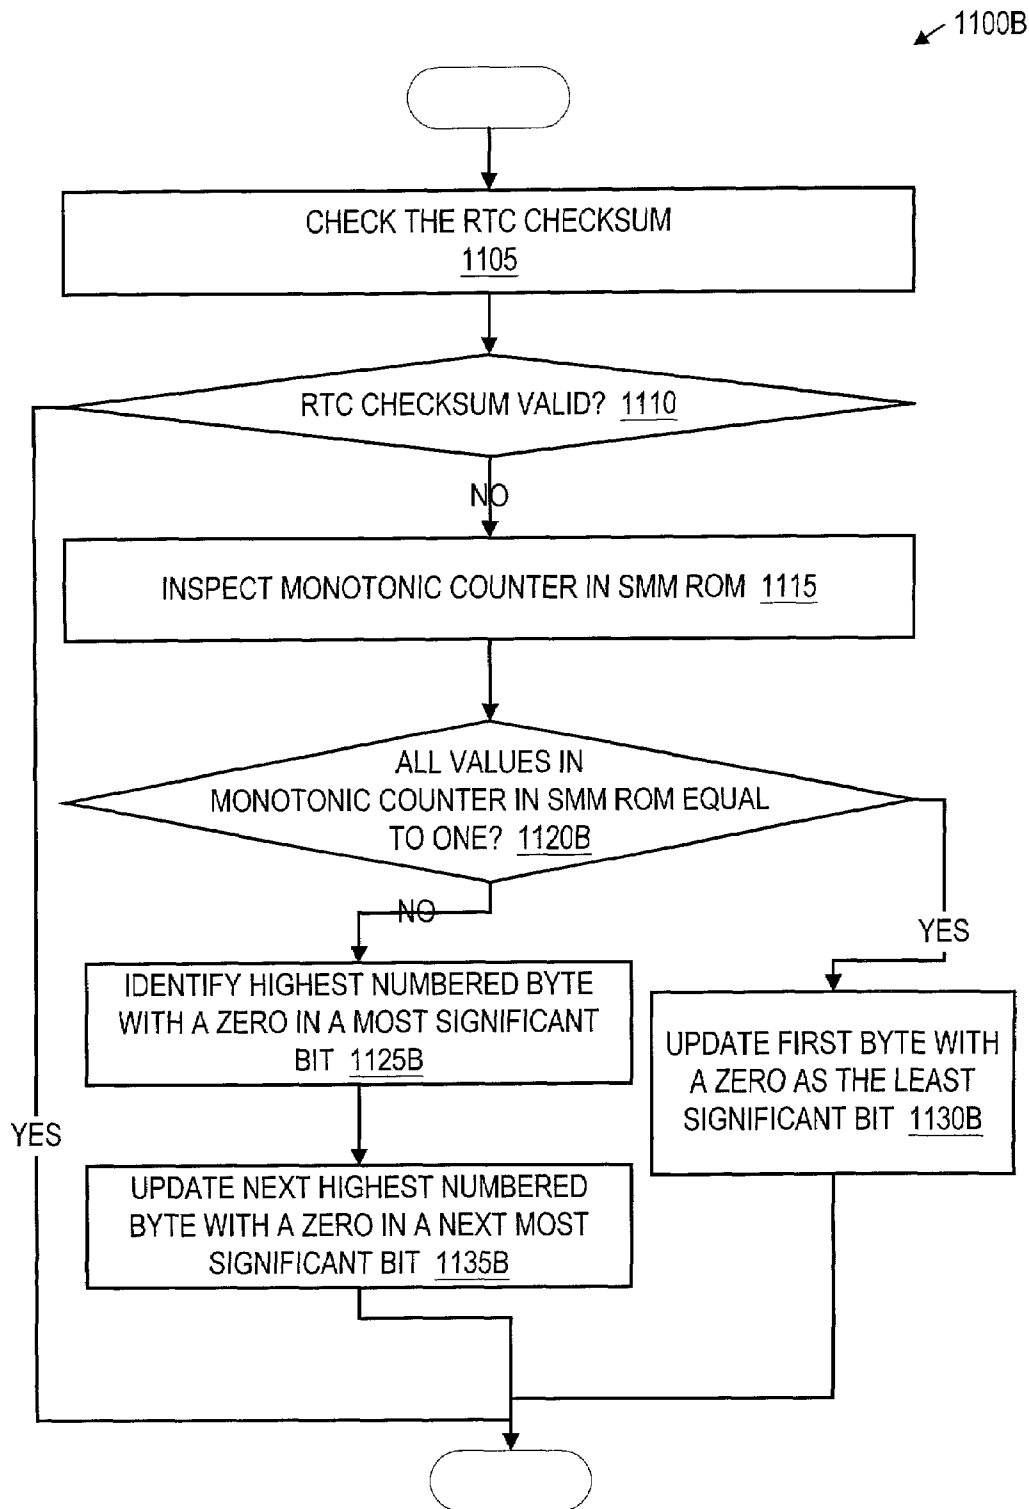 1100B
CHECK THE RTC CHECKSUM
1105
RTC CHECKSUM VALID? 1110
NO
INSPECT MONOTONIC COUNTER IN SMM ROM 1115
ALL VALUES IN
MONOTONIC COUNTER IN SMM ROM EQUAL
TO ONE? 1120B
NO
YES
IDENTIFY HIGHEST NUMBERED BYTE
WITH A ZERO IN A MOST SIGNIFICANT
BIT 1125B
UPDATE FIRST BYTE WITH
A ZERO AS THE LEAST
SIGNIFICANT BIT 1130B
YES
UPDATE NEXT HIGHEST NUMBERED
BYTE WITH A ZERO IN A NEXT MOST
SIGNIFICANT BIT 1135B